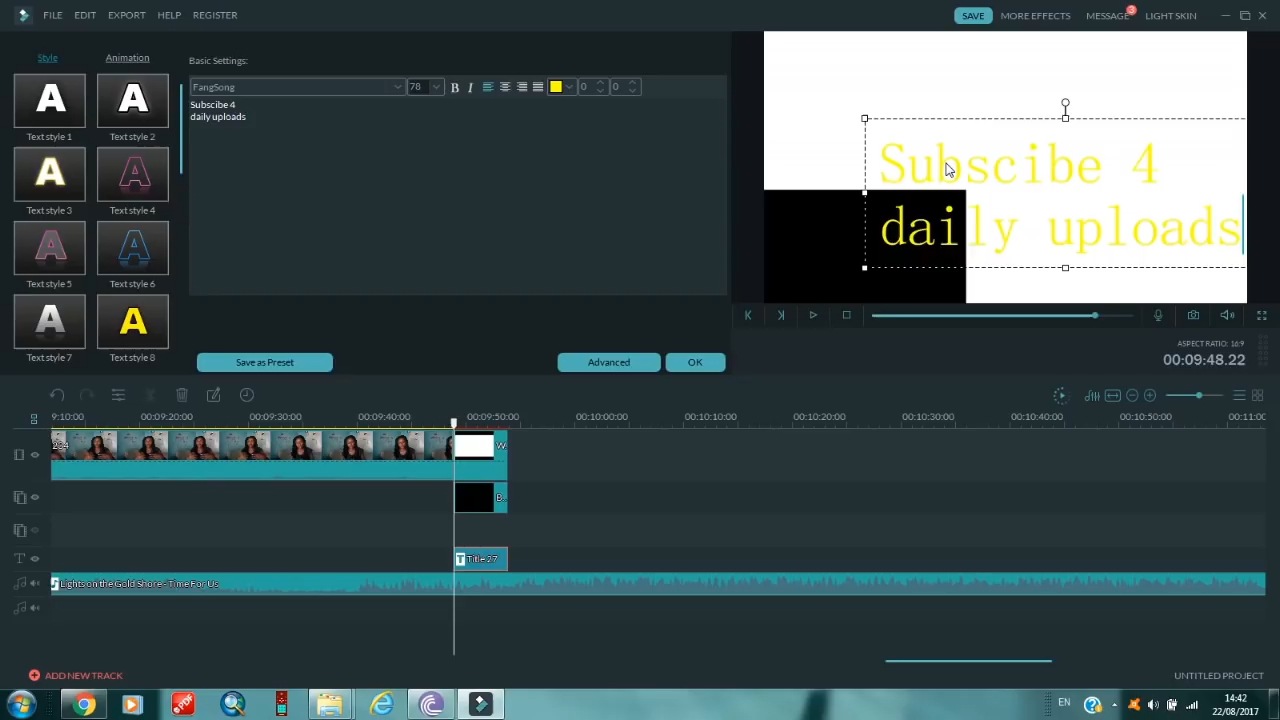 FILE EDIT EXPORT HELP REGISTER
SAVE MORE EFFECTS MESSAGE 3 LIGHT SKIN
Style Animation
Basic Settings:
A A
Text style 1 Text style 2
A A
Text style 3 Text style 4
A A
Text style 5 Text style 6
A A
Text style 7 Text style 8
FangSong 78 B I 0 0
Subscibe 4
daily uploads
Save as Preset Advanced OK
Subscibe 4
daily uploads
ASPECT RATIO: 16:9
00:09:48.22
9:10:00 00:09:20:00 00:09:30:00 00:09:40:00 00:09:50:00 00:10:00:00 00:10:10:00 00:10:20:00 00:10:30:00 00:10:40:00 00:10:50:00 00:11:0
W
B...
T T Title 27
Lights on the Gold Shore - Time For Us
ADD NEW TRACK
UNTITLED PROJECT
PDF
EN
14:42
22/08/2017